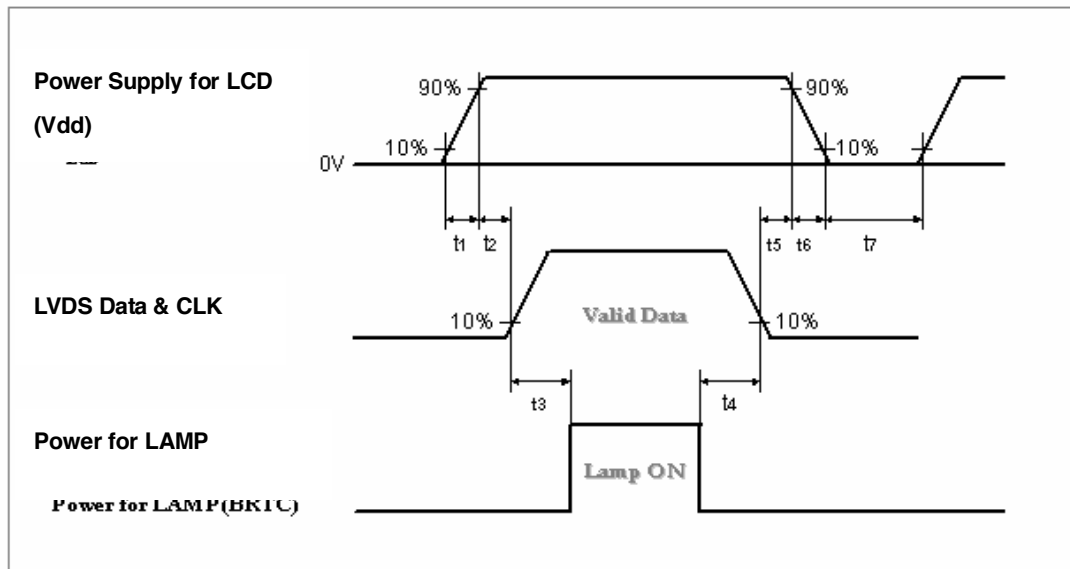 Power Supply for LCD
(Vdd)
90%
90%
10%
10%
0V
t1
t2
t5
t6
t7
LVDS Data & CLK
10%
Valid Data
10%
t3
t4
Power for LAMP
Lamp ON
Power for LAMP(BRTC)